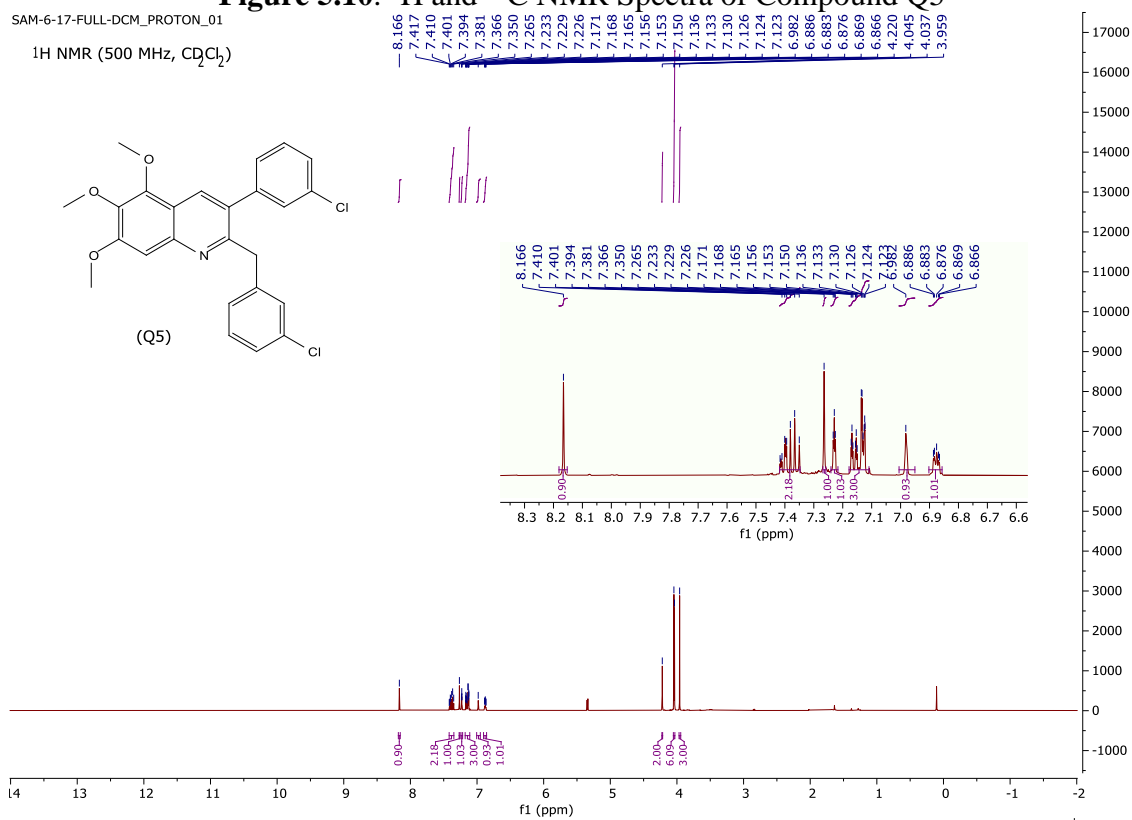 Figure 3.10: ¹H and ¹³C NMR Spectra of Compound Q5
SAM-6-17-FULL-DCM_PROTON_01
1H NMR (500 MHz, CD2Cl2)
8.166 7.417 7.410 7.401 7.394 7.381 7.366 7.350 7.265 7.233 7.229 7.226 7.171 7.168 7.165 7.156 7.153 7.150 7.136 7.133 7.130 7.126 7.124 7.123 6.982 6.886 6.883 6.876 6.869 6.866 4.220 4.045 4.037 3.959
17000
16000
15000
14000
13000
12000
11000
10000
9000
8000
7000
6000
5000
4000
3000
2000
1000
0
-1000
O
O
O
N
Cl
Cl
(Q5)
8.166 7.410 7.401 7.394 7.381 7.366 7.350 7.265 7.233 7.229 7.226 7.171 7.168 7.165 7.156 7.153 7.150 7.136 7.133 7.130 7.126 7.124 7.123 6.982 6.886 6.883 6.876 6.869 6.866
0.90 2.18 1.00 1.03 3.00 0.93 1.01
8.3 8.2 8.1 8.0 7.9 7.8 7.7 7.6 7.5 7.4 7.3 7.2 7.1 7.0 6.9 6.8 6.7 6.6
f1 (ppm)
0.90 2.18 1.00 1.03 3.00 0.93 1.01 2.00 6.09 3.00
14 13 12 11 10 9 8 7 6 5 4 3 2 1 0 -1 -2
f1 (ppm)